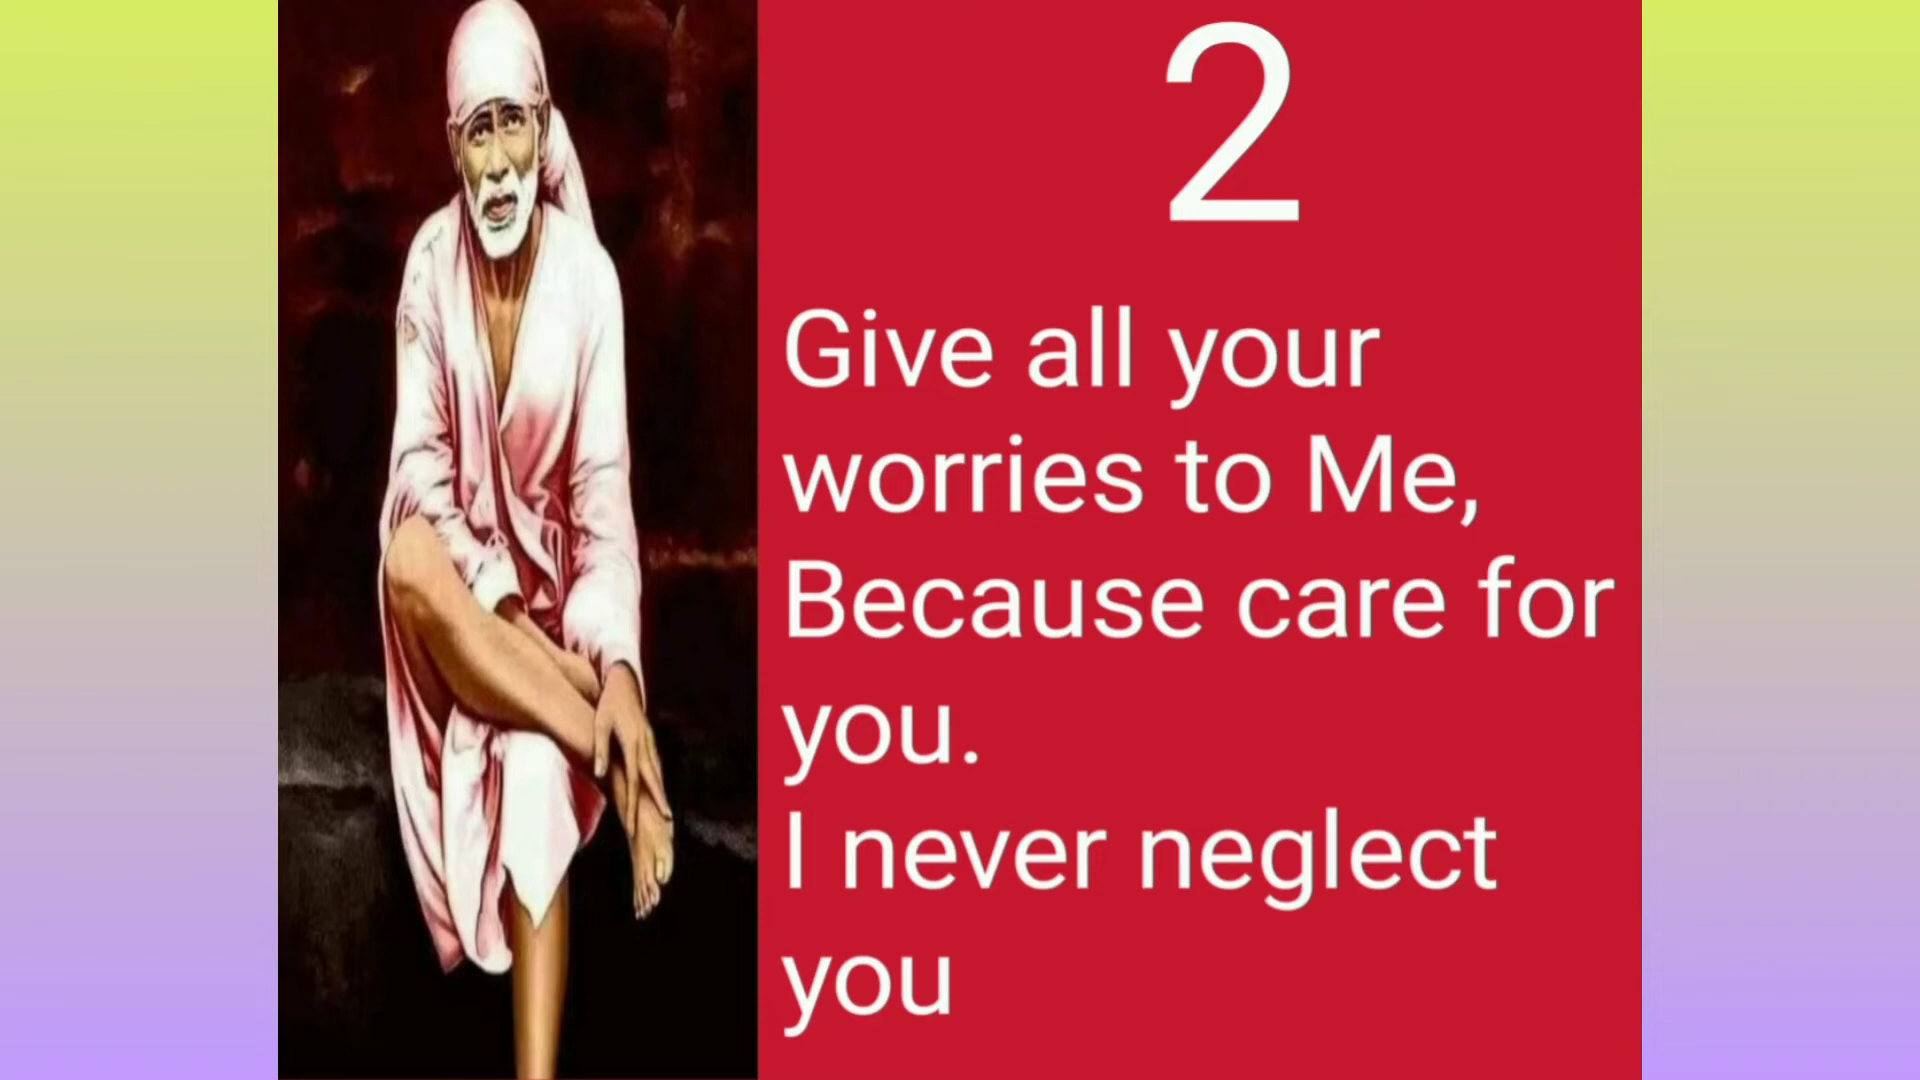 2
Give all your
worries to Me,
Because care for
you.
I never neglect
you